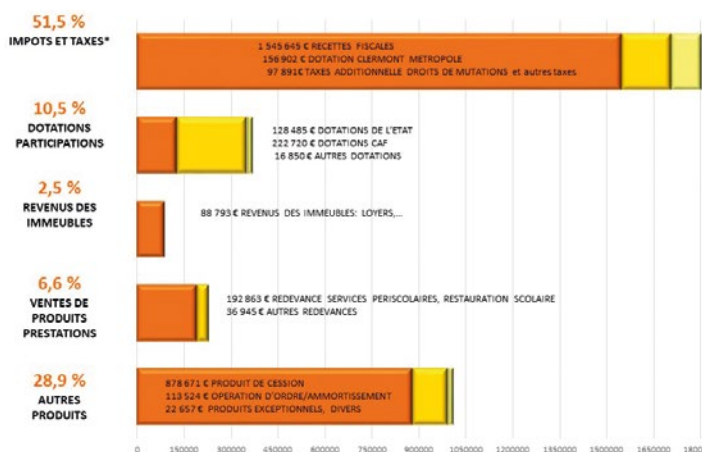 51,5 %
IMPOTS ET TAXES*
1 545 645 € RECETTES FISCALES
156 902 € DOTATION CLERMONT METROPOLE
97 891€ TAXES ADDITIONNELLE DROITS DE MUTATIONS et autres taxes
10,5 %
DOTATIONS
PARTICIPATIONS
128 485 € DOTATIONS DE L'ETAT
222 720 € DOTATIONS CAF
16 850 € AUTRES DOTATIONS
2,5 %
REVENUS DES
IMMEUBLES
88 793 € REVENUS DES IMMEUBLES: LOYERS,...
6,6 %
VENTES DE
PRODUITS
PRESTATIONS
192 863 € REDEVANCE SERVICES PERISCOLAIRES, RESTAURATION SCOLAIRE
36 945 € AUTRES REDEVANCES
28,9 %
AUTRES
PRODUITS
878 671 € PRODUIT DE CESSION
113 524 € OPERATION D'ORDRE/AMMORTISSEMENT
22 657 € PRODUITS EXCEPTIONNELS, DIVERS
0 150000 300000 450000 600000 750000 900000 1050000 1200000 1350000 1500000 1650000 1800